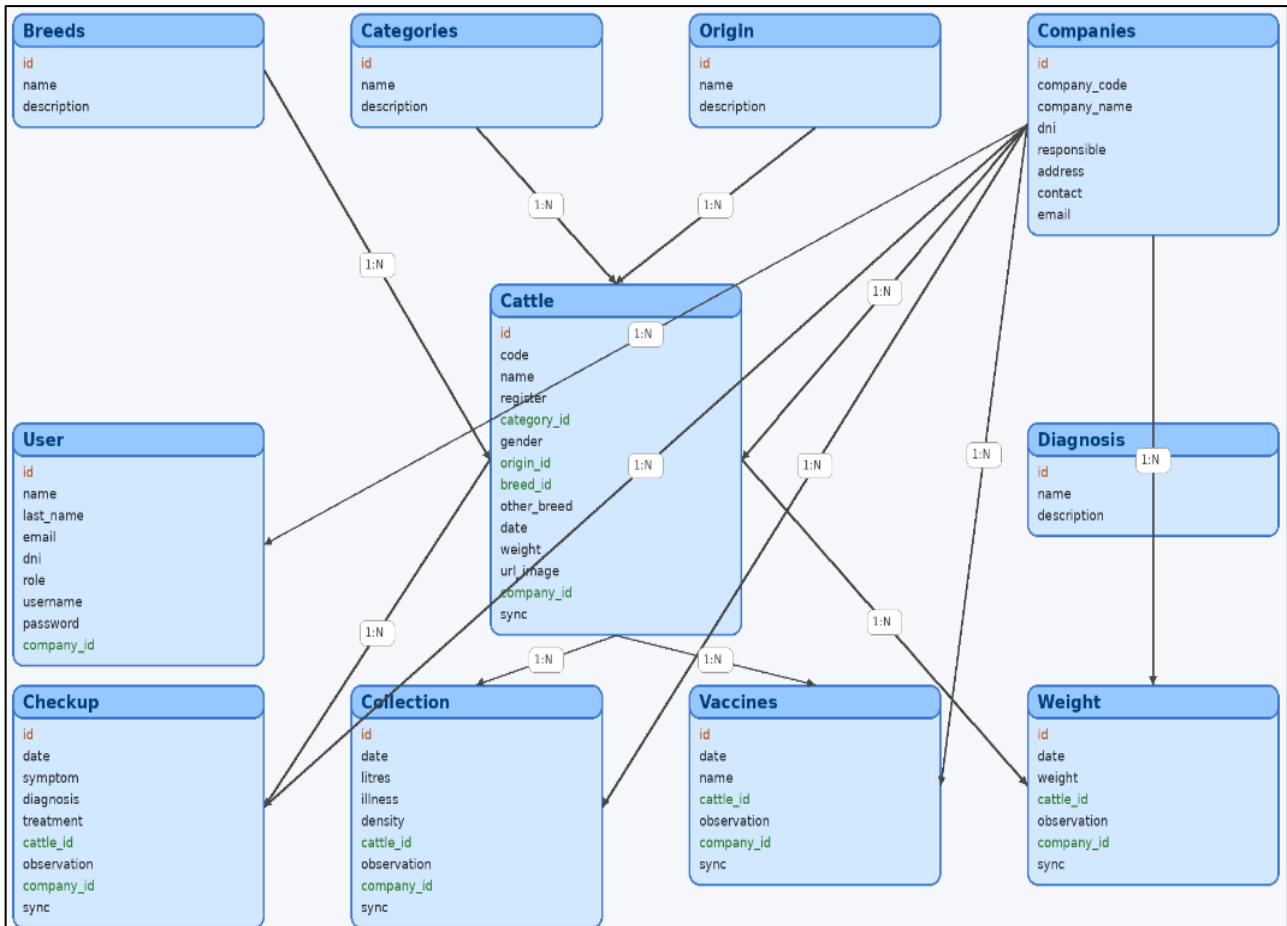 Breeds
id
name
description
Categories
id
name
description
Origin
id
name
description
Companies
id
company_code
company_name
dni
responsible
address
contact
email
1:N
1:N
1:N
1:N
1:N
1:N
1:N
1:N
1:N
Cattle
id
code
name
register
category_id
gender
origin_id
breed_id
other_breed
date
weight
url_image
company_id
sync
User
id
name
last_name
email
dni
role
username
password
company_id
Diagnosis
id
name
description
1:N
1:N
1:N
1:N
Checkup
id
date
symptom
diagnosis
treatment
cattle_id
observation
company_id
sync
Collection
id
date
litres
illness
density
cattle_id
observation
company_id
sync
Vaccines
id
date
name
cattle_id
observation
company_id
sync
Weight
id
date
weight
cattle_id
observation
company_id
sync